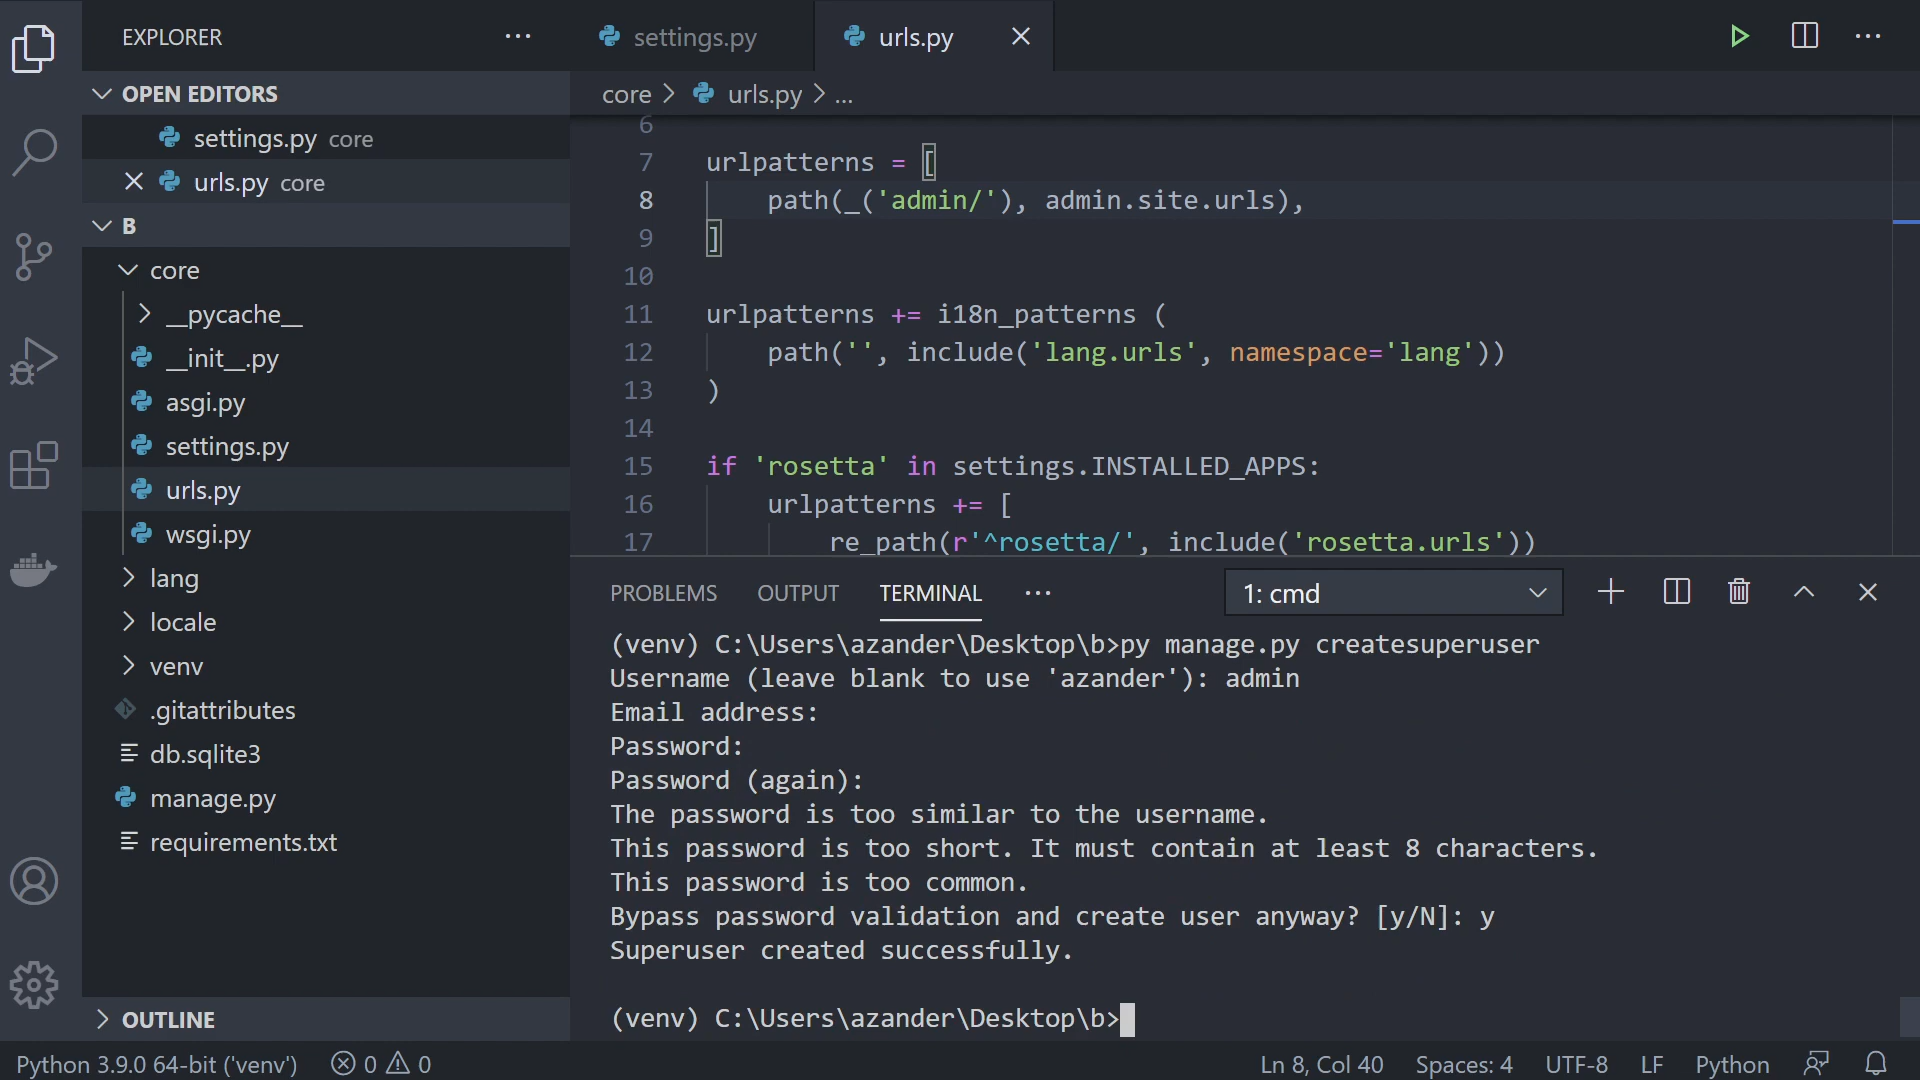 EXPLORER
OPEN EDITORS
settings.py core
urls.py core
B
core
__pycache__
__init__.py
asgi.py
settings.py
urls.py
wsgi.py
lang
locale
venv
.gitattributes
db.sqlite3
manage.py
requirements.txt
OUTLINE
settings.py
urls.py
core > urls.py > ...
6
7 urlpatterns = [
8 path(_('admin/'), admin.site.urls),
9 ]
10
11 urlpatterns += i18n_patterns (
12 path('', include('lang.urls', namespace='lang'))
13 )
14
15 if 'rosetta' in settings.INSTALLED_APPS:
16 urlpatterns += [
17 re_path(r'^rosetta/', include('rosetta.urls'))
PROBLEMS OUTPUT TERMINAL 1: cmd
(venv) C:\Users\azander\Desktop\b>py manage.py createsuperuser
Username (leave blank to use 'azander'): admin
Email address:
Password:
Password (again):
The password is too similar to the username.
This password is too short. It must contain at least 8 characters.
This password is too common.
Bypass password validation and create user anyway? [y/N]: y
Superuser created successfully.
(venv) C:\Users\azander\Desktop\b>
Python 3.9.0 64-bit ('venv') 0 0 Ln 8, Col 40 Spaces: 4 UTF-8 LF Python